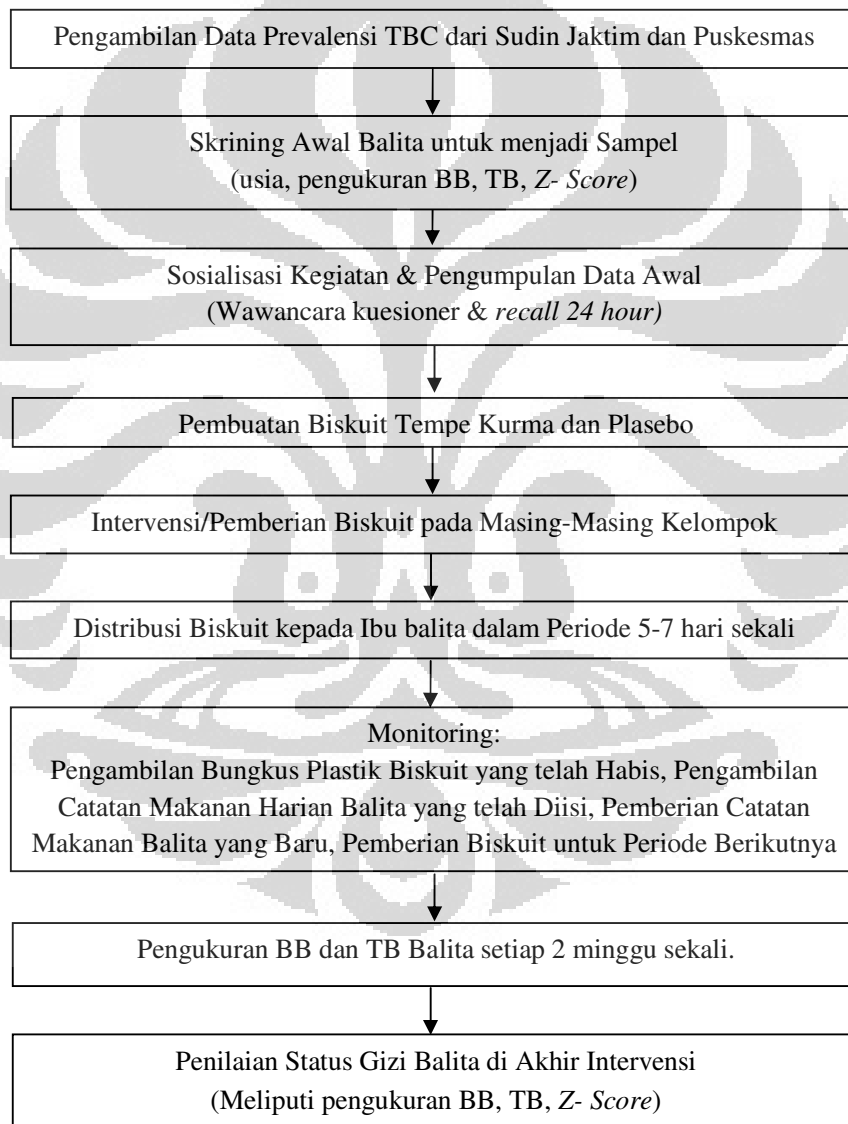 Pengambilan Data Prevalensi TBC dari Sudin Jaktim dan Puskesmas
Skrining Awal Balita untuk menjadi Sampel
(usia, pengukuran BB, TB, Z- Score)
Sosialisasi Kegiatan & Pengumpulan Data Awal
(Wawancara kuesioner & recall 24 hour)
Pembuatan Biskuit Tempe Kurma dan Plasebo
Intervensi/Pemberian Biskuit pada Masing-Masing Kelompok
Distribusi Biskuit kepada Ibu balita dalam Periode 5-7 hari sekali
Monitoring:
Pengambilan Bungkus Plastik Biskuit yang telah Habis, Pengambilan
Catatan Makanan Harian Balita yang telah Diisi, Pemberian Catatan
Makanan Balita yang Baru, Pemberian Biskuit untuk Periode Berikutnya
Pengukuran BB dan TB Balita setiap 2 minggu sekali.
Penilaian Status Gizi Balita di Akhir Intervensi
(Meliputi pengukuran BB, TB, Z- Score)